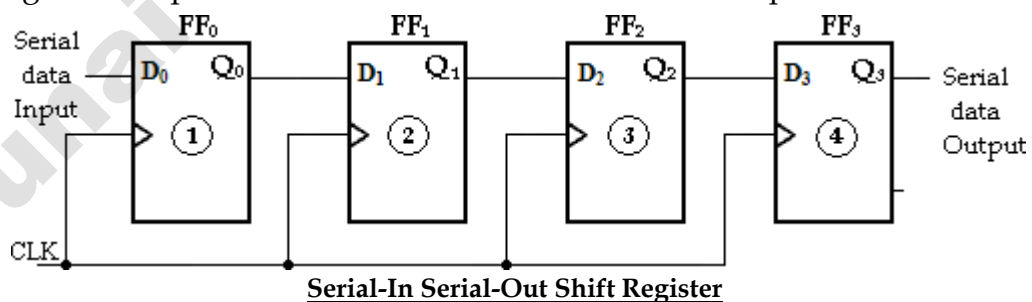 FF₀ FF₁ FF₂ FF₃
Serial data Input
D₀ Q₀ D₁ Q₁ D₂ Q₂ D₃ Q₃
Serial data Output
1 2 3 4
CLK
Serial-In Serial-Out Shift Register